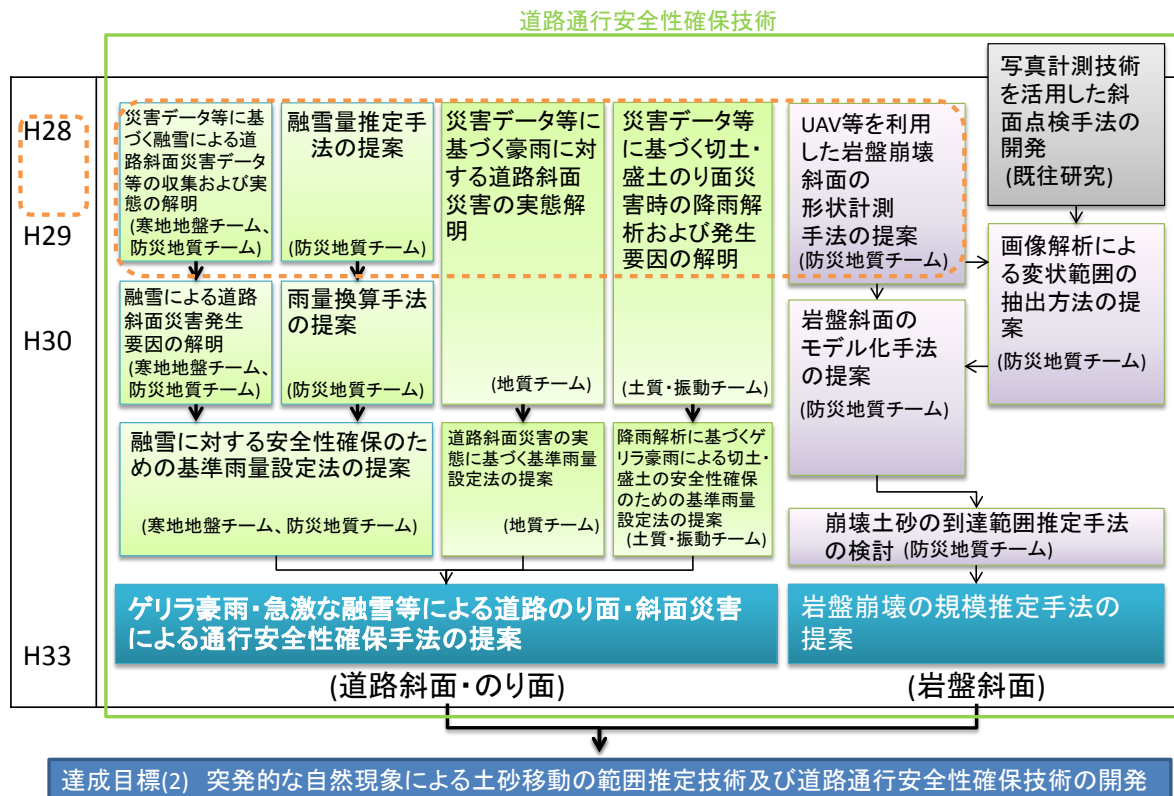 道路通行安全性確保技術
H28
H29
H30
H33
災害データ等に基
づく融雪による道
路斜面災害データ
等の収集および実
態の解明
(寒地地盤チーム、
防災地質チーム)
融雪量推定手
法の提案
(防災地質チーム)
災害データ等に
基づく豪雨に対
する道路斜面
災害の実態解
明
(地質チーム)
災害データ等
に基づく切土・
盛土のり面災
害時の降雨解
析および発生
要因の解明
(土質・振動チーム)
UAV等を利用
した岩盤崩壊
斜面の
形状計測
手法の提案
(防災地質チーム)
写真計測技術
を活用した斜
面点検手法の
開発
(既往研究)
融雪による道路
斜面災害発生
要因の解明
(寒地地盤チーム、
防災地質チーム)
雨量換算手法
の提案
(防災地質チーム)
岩盤斜面の
モデル化手法
の提案
(防災地質チーム)
画像解析によ
る変状範囲の
抽出方法の提
案
(防災地質チーム)
融雪に対する安全性確保のた
めの基準雨量設定法の提案
(寒地地盤チーム、防災地質チーム)
道路斜面災害の実
態に基づく基準雨量
設定法の提案
(地質チーム)
降雨解析に基づくゲ
リラ豪雨による切土・
盛土の安全性確保
のための基準雨量
設定法の提案
(土質・振動チーム)
崩壊土砂の到達範囲推定手法
の検討 (防災地質チーム)
ゲリラ豪雨・急激な融雪等による道路のり面・斜面災害
による通行安全性確保手法の提案
岩盤崩壊の規模推定手法の
提案
(道路斜面・のり面)
(岩盤斜面)
達成目標(2) 突発的な自然現象による土砂移動の範囲推定技術及び道路通行安全性確保技術の開発